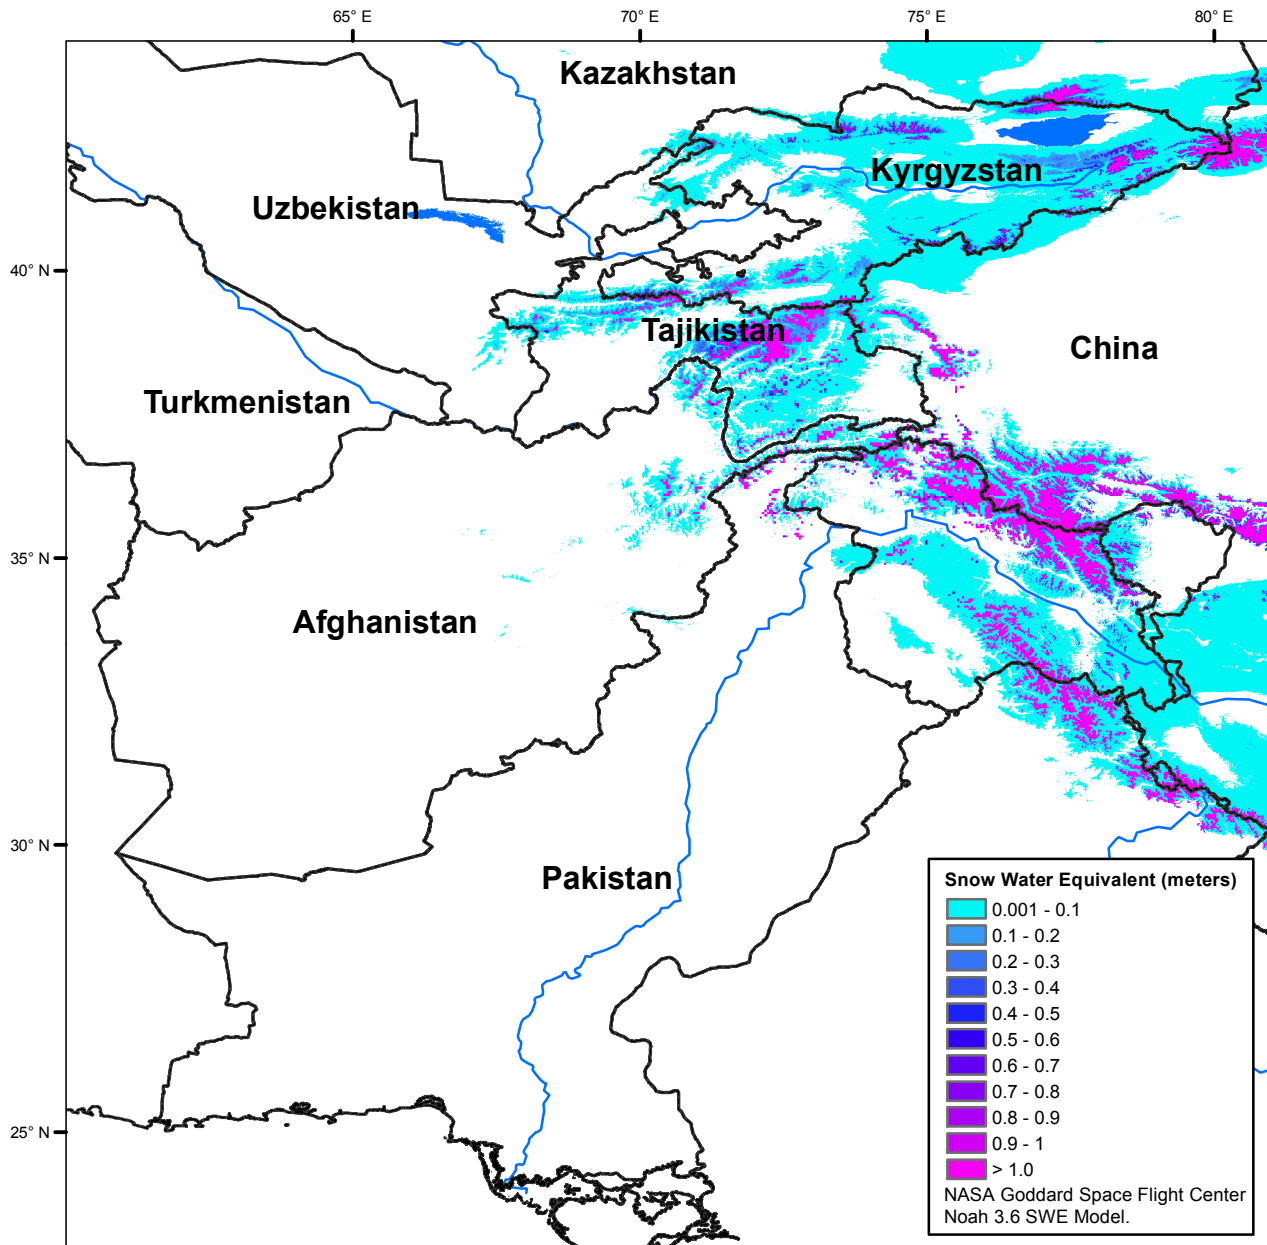 65° E
70° E
75° E
80° E
Kazakhstan
Kyrgyzstan
Uzbekistan
40° N
Tajikistan
China
Turkmenistan
35° N
Afghanistan
30° N
Pakistan
25° N
Snow Water Equivalent (meters)
0.001 - 0.1
0.1 - 0.2
0.2 - 0.3
0.3 - 0.4
0.4 - 0.5
0.5 - 0.6
0.6 - 0.7
0.7 - 0.8
0.8 - 0.9
0.9 - 1
> 1.0
NASA Goddard Space Flight Center
Noah 3.6 SWE Model.